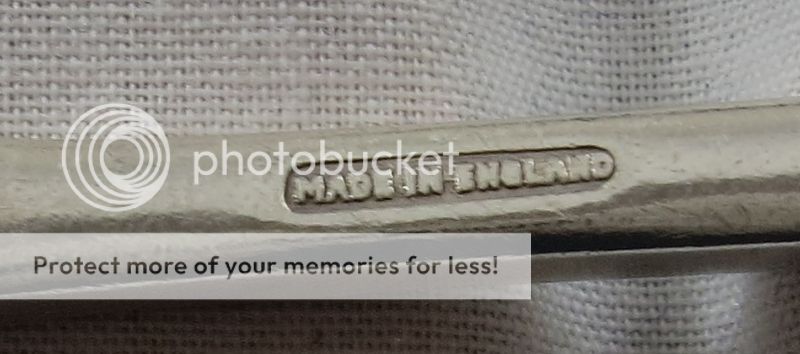 photobucket
MADE IN ENGLAND
Protect more of your memories for less!